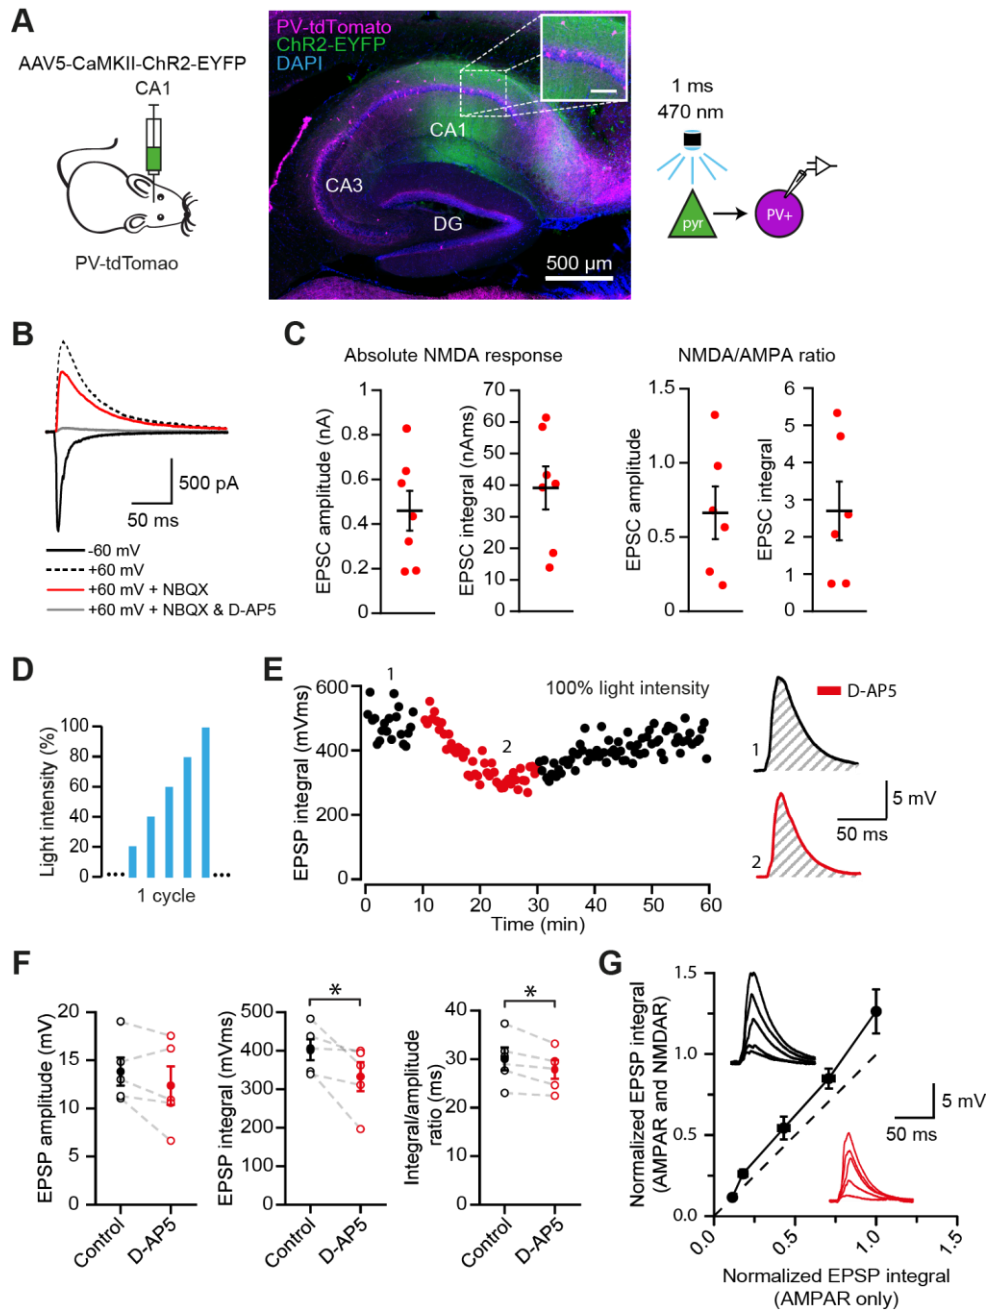 A
AAV5-CaMKII-ChR2-EYFP
CA1
PV-tdTomao
PV-tdTomato
ChR2-EYFP
DAPI
CA1
CA3
DG
500 µm
1 ms
470 nm
pyr
PV+
B
500 pA
50 ms
-60 mV
+60 mV
+60 mV + NBQX
+60 mV + NBQX & D-AP5
C
Absolute NMDA response
EPSC amplitude (nA)
1
0.8
0.6
0.4
0.2
0
EPSC integral (nAms)
70
60
50
40
30
20
10
0
NMDA/AMPA ratio
EPSC amplitude
1.5
1.0
0.5
0
EPSC integral
6
5
4
3
2
1
0
D
Light intensity (%)
100
80
60
40
20
0
1 cycle
E
EPSP integral (mVms)
600
400
200
0
1
2
100% light intensity
0 10 20 30 40 50 60
Time (min)
D-AP5
1
5 mV
50 ms
2
F
EPSP amplitude (mV)
20
15
10
5
0
Control
D-AP5
EPSP integral (mVms)
500
400
300
200
100
0
*
Control
D-AP5
Integral/amplitude
ratio (ms)
40
30
20
10
0
*
Control
D-AP5
G
Normalized EPSP integral
(AMPAR and NMDAR)
1.5
1.0
0.5
0.0
5 mV
50 ms
0.0 0.5 1.0 1.5
Normalized EPSP integral
(AMPAR only)